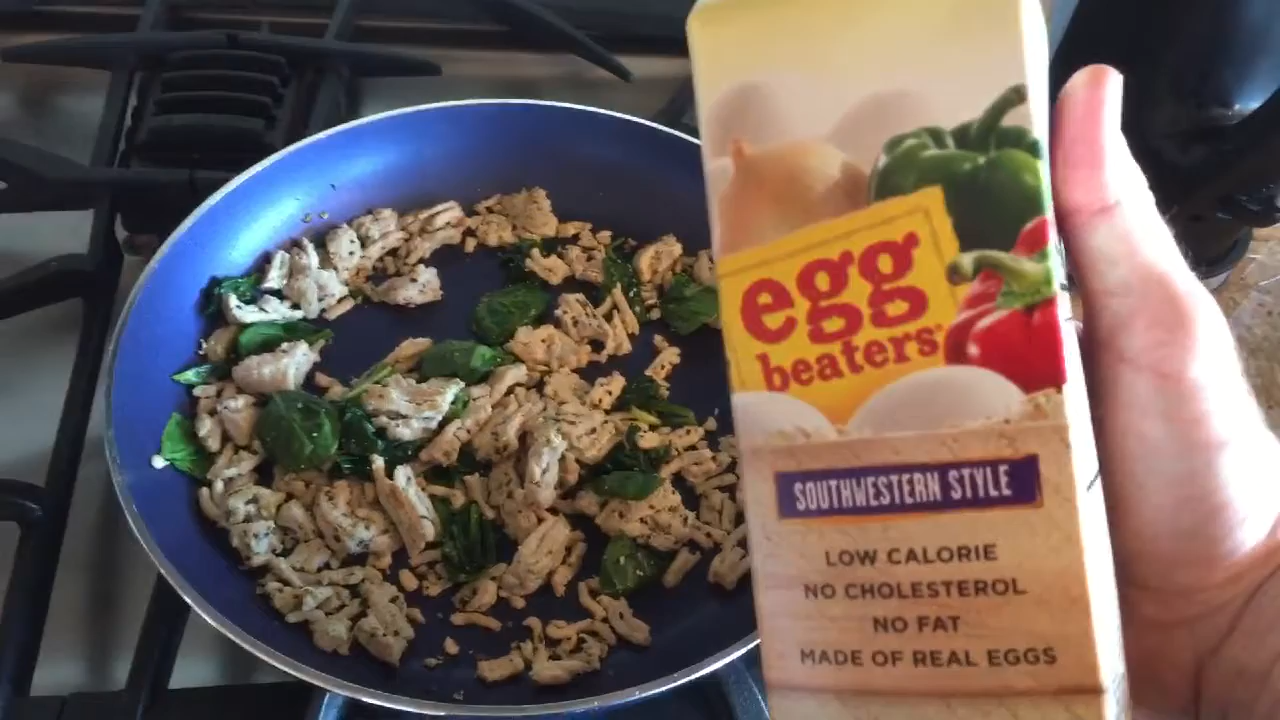 egg
beaters®
SOUTHWESTERN STYLE
LOW CALORIE
NO CHOLESTEROL
NO FAT
MADE OF REAL EGGS